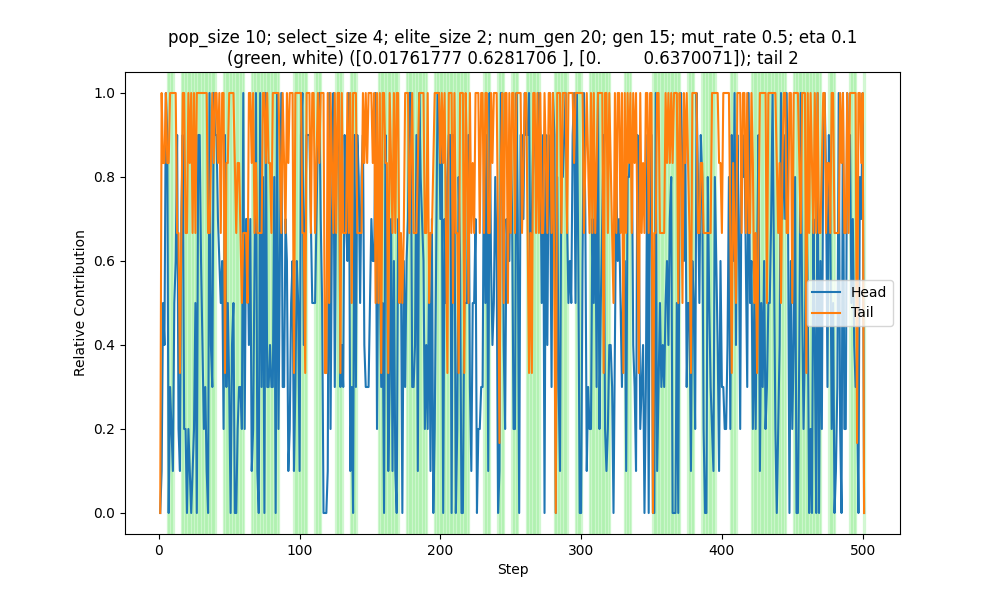 pop_size 10; select_size 4; elite_size 2; num_gen 20; gen 15; mut_rate 0.5; eta 0.1
(green, white) ([0.01761777 0.6281706 ], [0.        0.6370071]); tail 2
1.0
0.8
0.6
0.4
0.2
0.0
Relative Contribution
Head
Tail
0
100
200
300
400
500
Step